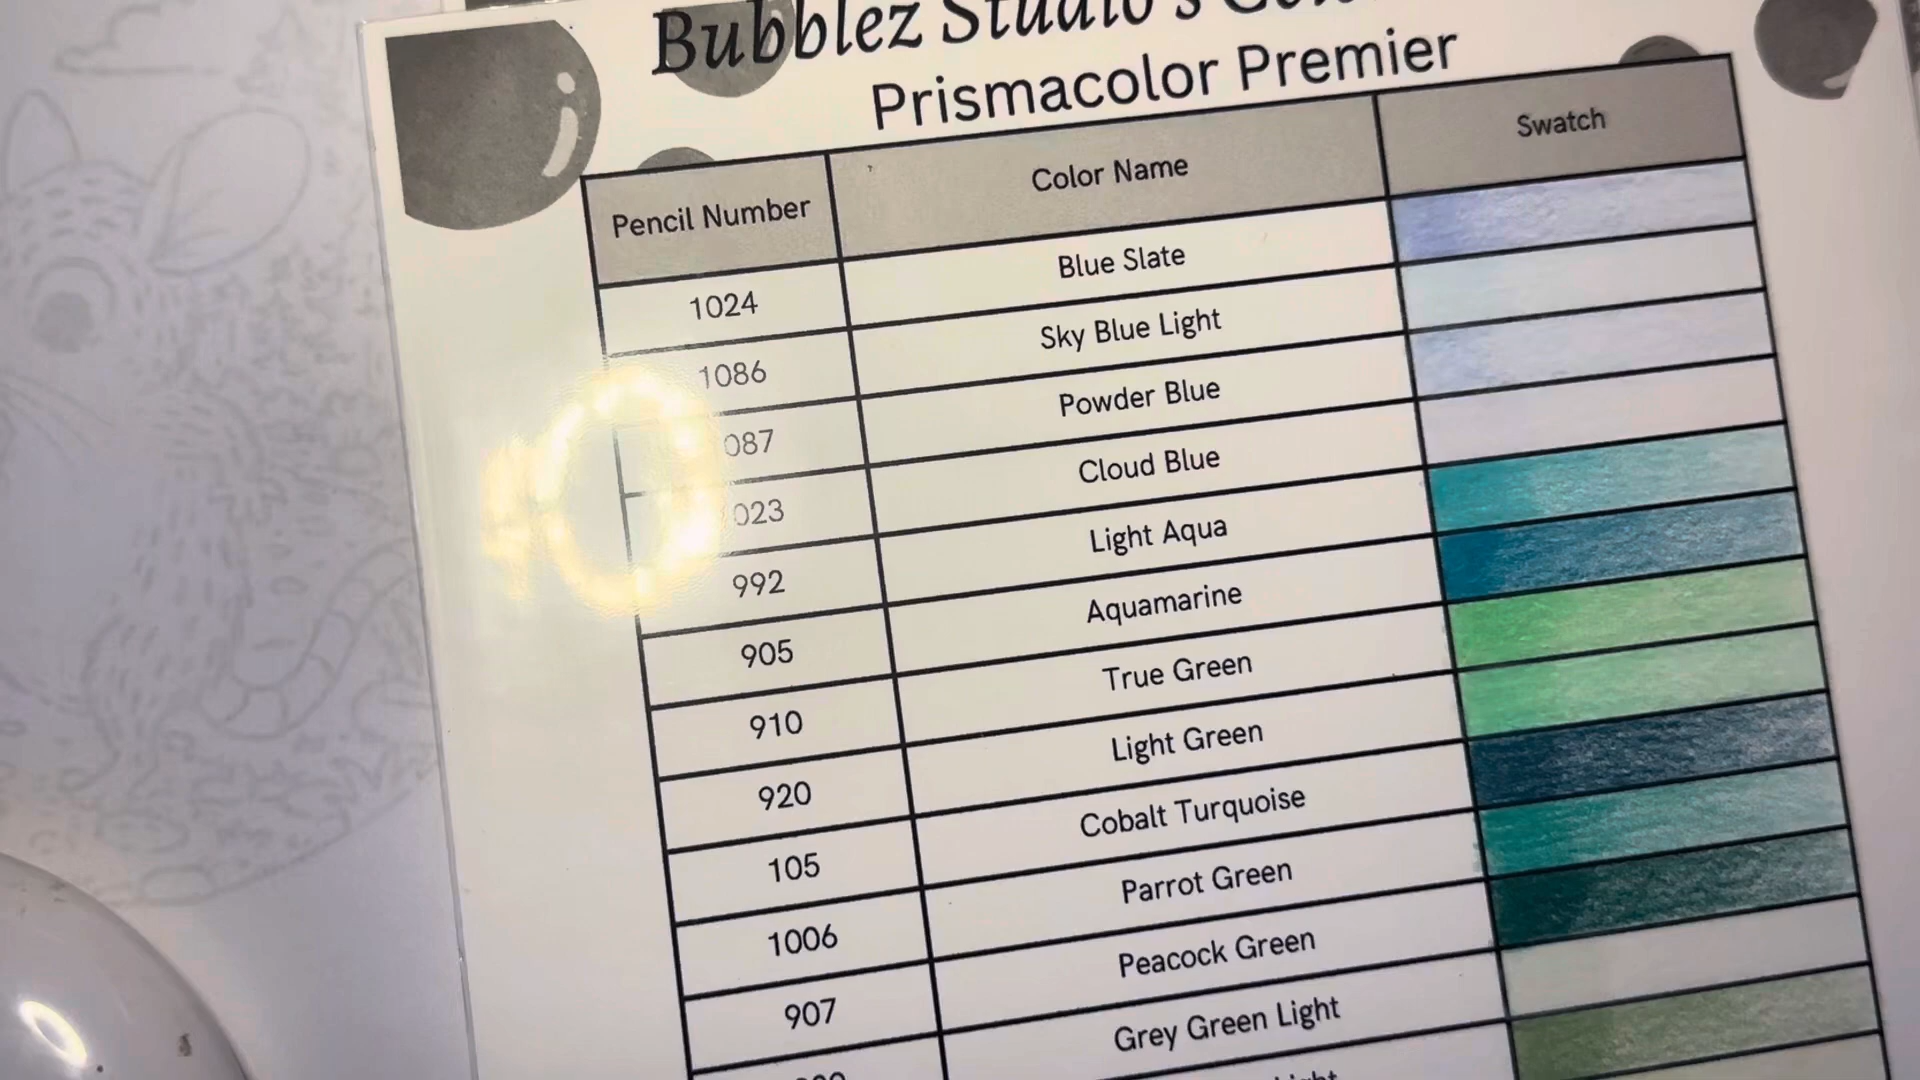 Bubblez Studio's
Prismacolor Premier
Pencil Number Color Name Swatch
1024 Blue Slate
1086 Sky Blue Light
087 Powder Blue
023 Cloud Blue
992 Light Aqua
905 Aquamarine
910 True Green
920 Light Green
105 Cobalt Turquoise
1006 Parrot Green
907 Peacock Green
Grey Green Light